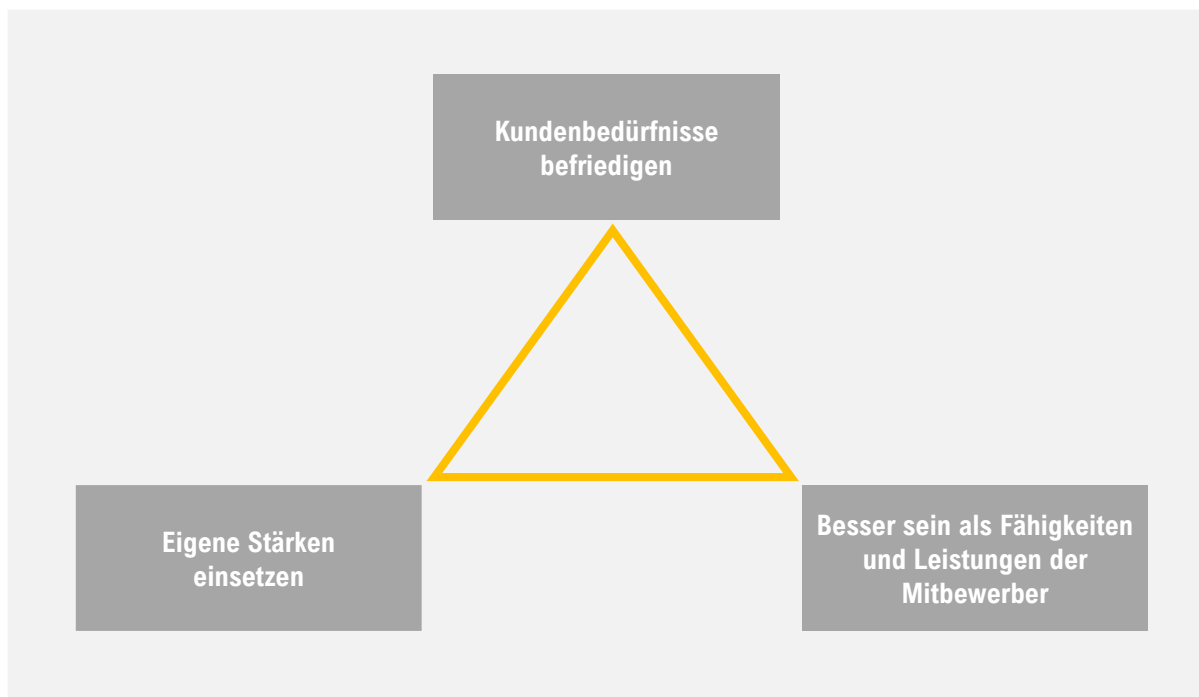 Kundenbedürfnisse
befriedigen
Eigene Stärken
einsetzen
Besser sein als Fähigkeiten
und Leistungen der
Mitbewerber